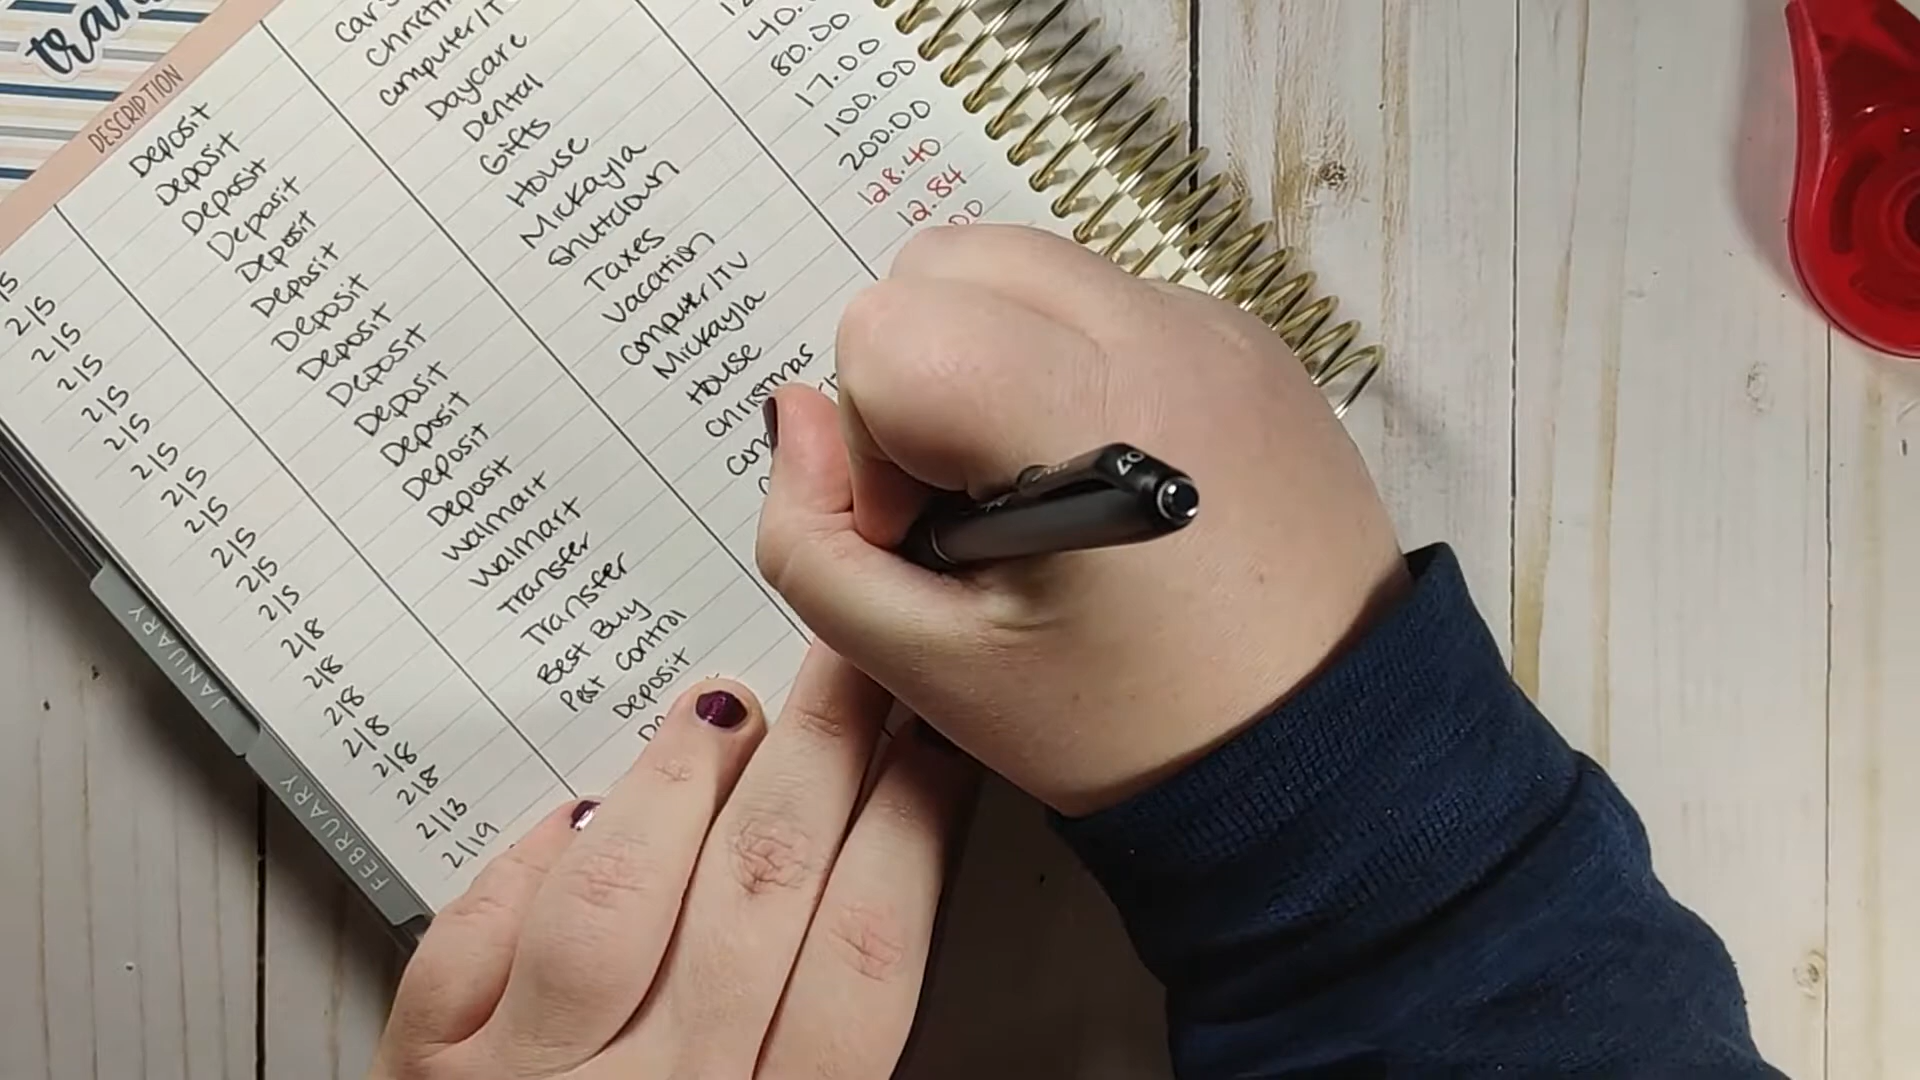 tran
DESCRIPTION
Deposit
/5 Deposit
2/5 Deposit Car
2/5 Deposit
2/5 Deposit Computer/T
2/5 Deposit Daycare
2/5 Deposit Dental
2/5 Deposit Gifts
2/5 Deposit House 40.
2/5 Deposit Mickayla 80.00
2/5 Deposit Shutdown 17.00
2/5 Deposit Taxes 100.00
2/5 Deposit Vacation 200.00
2/8 Walmart Computer/TV 128.40
2/8 Walmart Mickayla 12.84
2/8 Transfer House 00
2/8 Transfer Christmas
2/8 Best Buy
2/8 Pest Control
2/13 Deposit
2/19
JANUARY
FEBRUARY